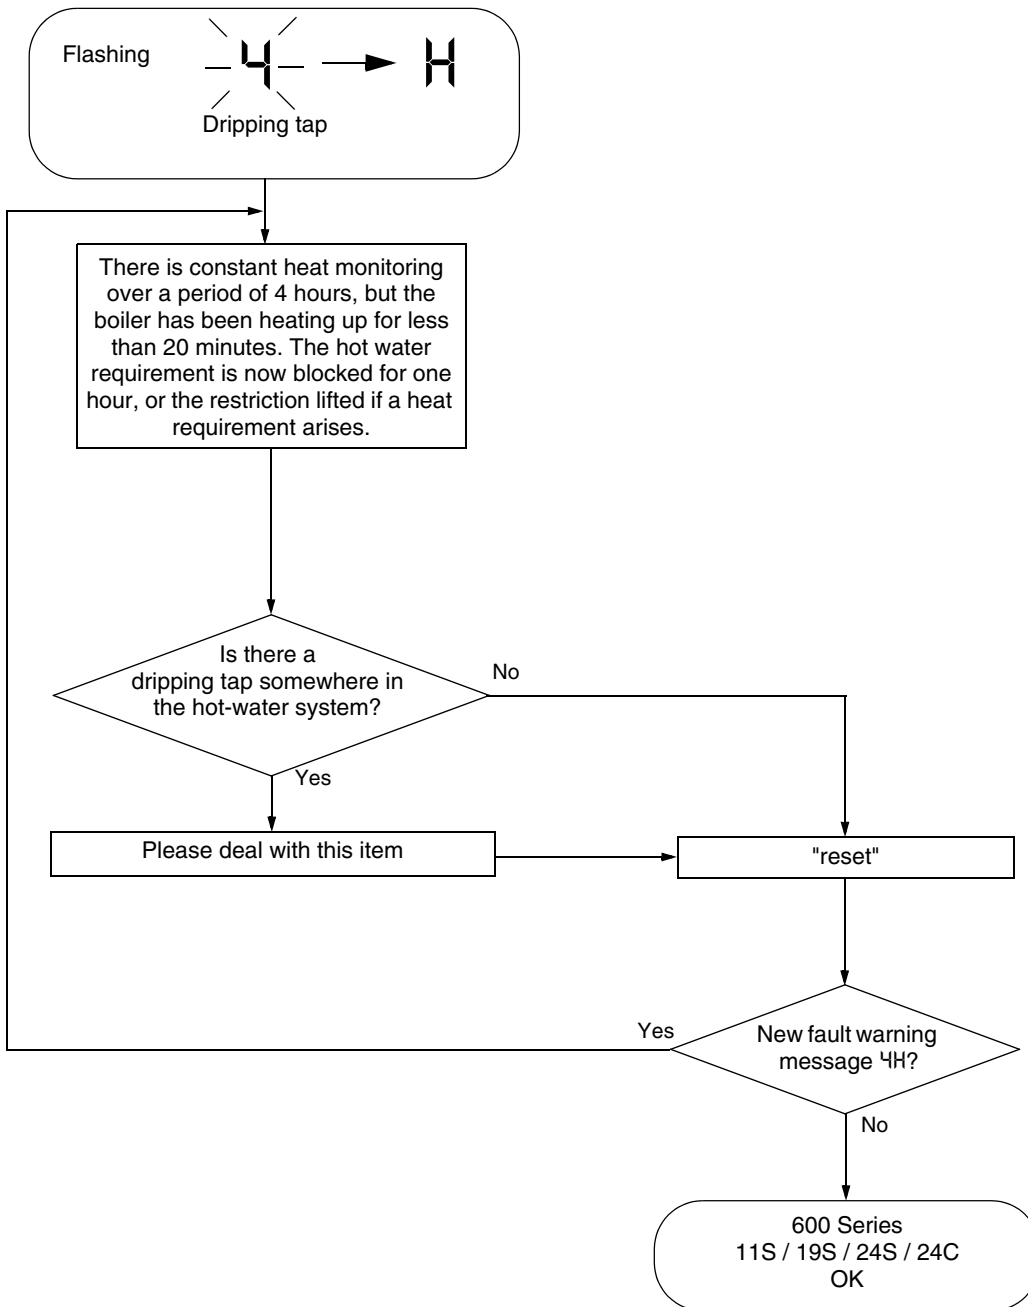 Flashing
4
H
Dripping tap
There is constant heat monitoring
over a period of 4 hours, but the
boiler has been heating up for less
than 20 minutes. The hot water
requirement is now blocked for one
hour, or the restriction lifted if a heat
requirement arises.
Is there a
dripping tap somewhere in
the hot-water system?
No
Yes
Please deal with this item
"reset"
Yes
New fault warning
message 4H?
No
600 Series
11S / 19S / 24S / 24C
OK